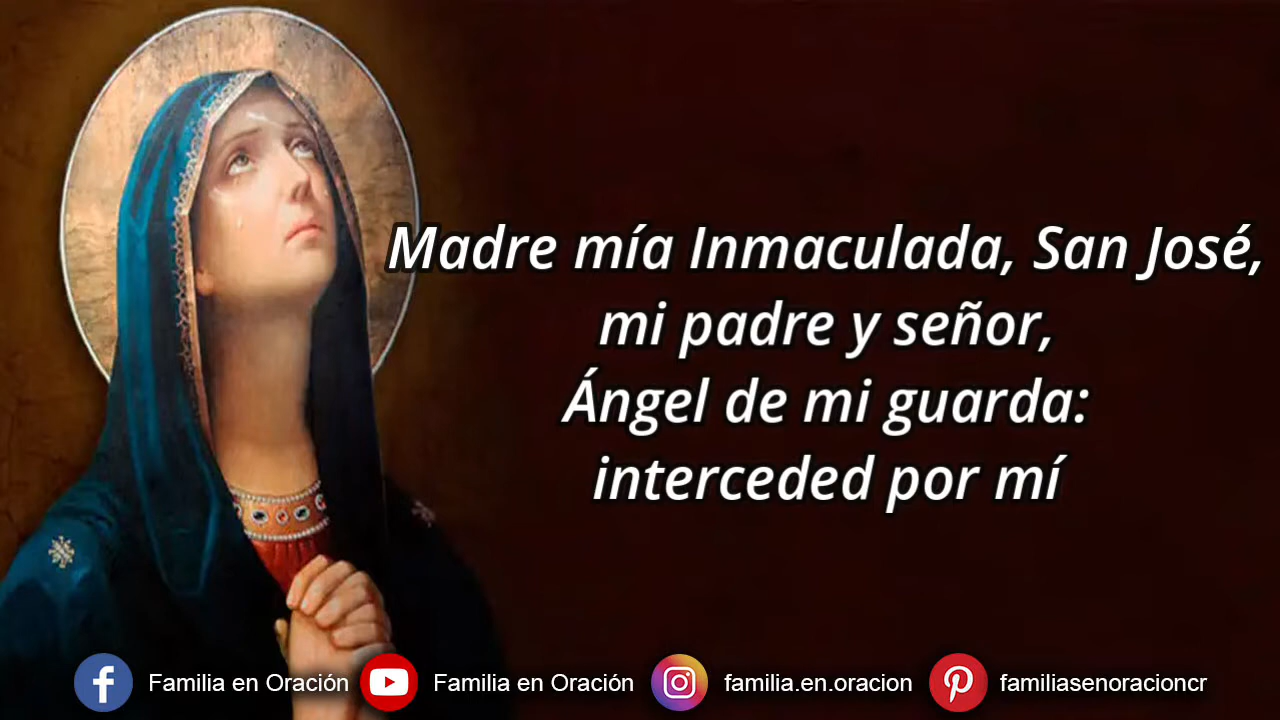 Madre mía Inmaculada, San José,
mi padre y señor,
Ángel de mi guarda:
interceded por mí
Familia en Oración
Familia en Oración
familia.en.oracion
familiasenoracioncr